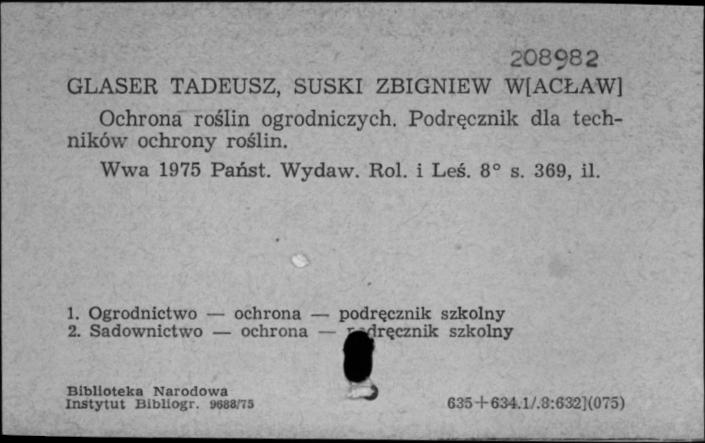 208982
GLASER TADEUSZ, SUSKI ZBIGNIEW W[ACŁAW]
Ochrona roślin ogrodniczych. Podręcznik dla tech-
ników ochrony roślin.
Wwa 1975 Państ. Wydaw. Rol. i Leś. 8° s. 369, il.
1. Ogrodnictwo — ochrona — podręcznik szkolny
2. Sadownictwo — ochrona — podręcznik szkolny
Biblioteka Narodowa
Instytut Bibliogr. 9688/75
635+634.1/.8:632](075)